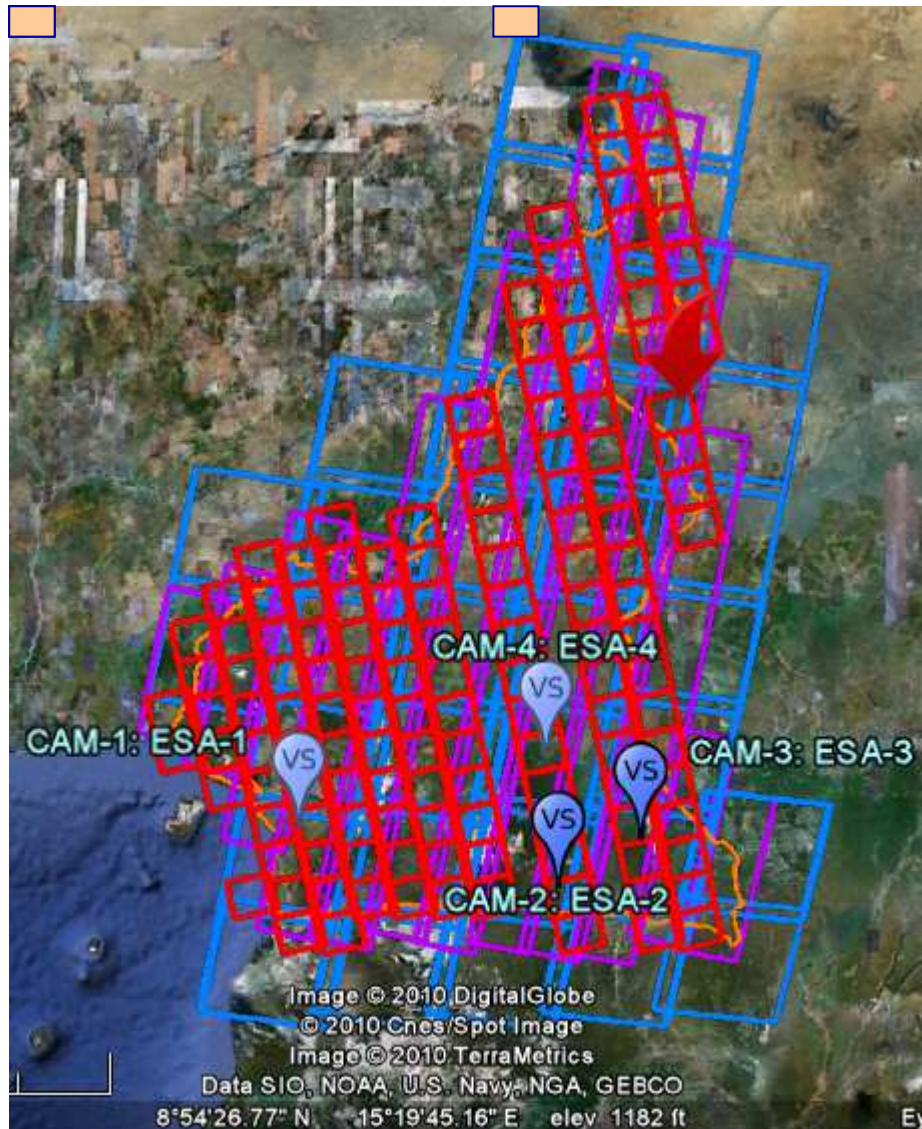 VS
CAM-4: ESA-4
CAM-1: ESA-1
VS
VS
CAM-3: ESA-3
VS
CAM-2: ESA-2
Image © 2010 DigitalGlobe
© 2010 Cnes/Spot Image
Image © 2010 TerraMetrics
Data SIO, NOAA, U.S. Navy, NGA, GEBCO
8°54'26.77" N 15°19'45.16" E elev 1182 ft